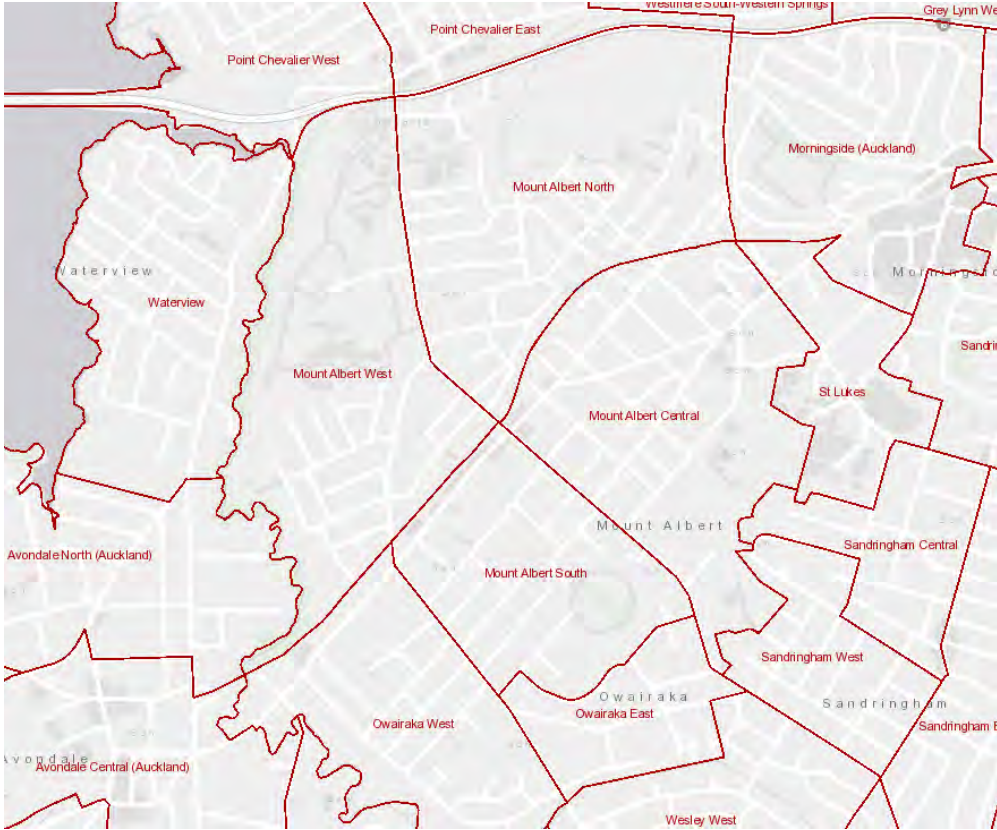 Westmere South-Western Springs
Grey Lynn We
Point Chevalier East
Point Chevalier West
Morningside (Auckland)
Mount Albert North
Waterview
Morningsid
Waterview
Sandrin
Mount Albert West
St Lukes
Mount Albert Central
Mount Albert
Avondale North (Auckland)
Sandringham Central
Mount Albert South
Sandringham West
Owairaka
Sandringham
Owairaka West
Owairaka East
Sandringham E
Avondale
Avondale Central (Auckland)
Wesley West